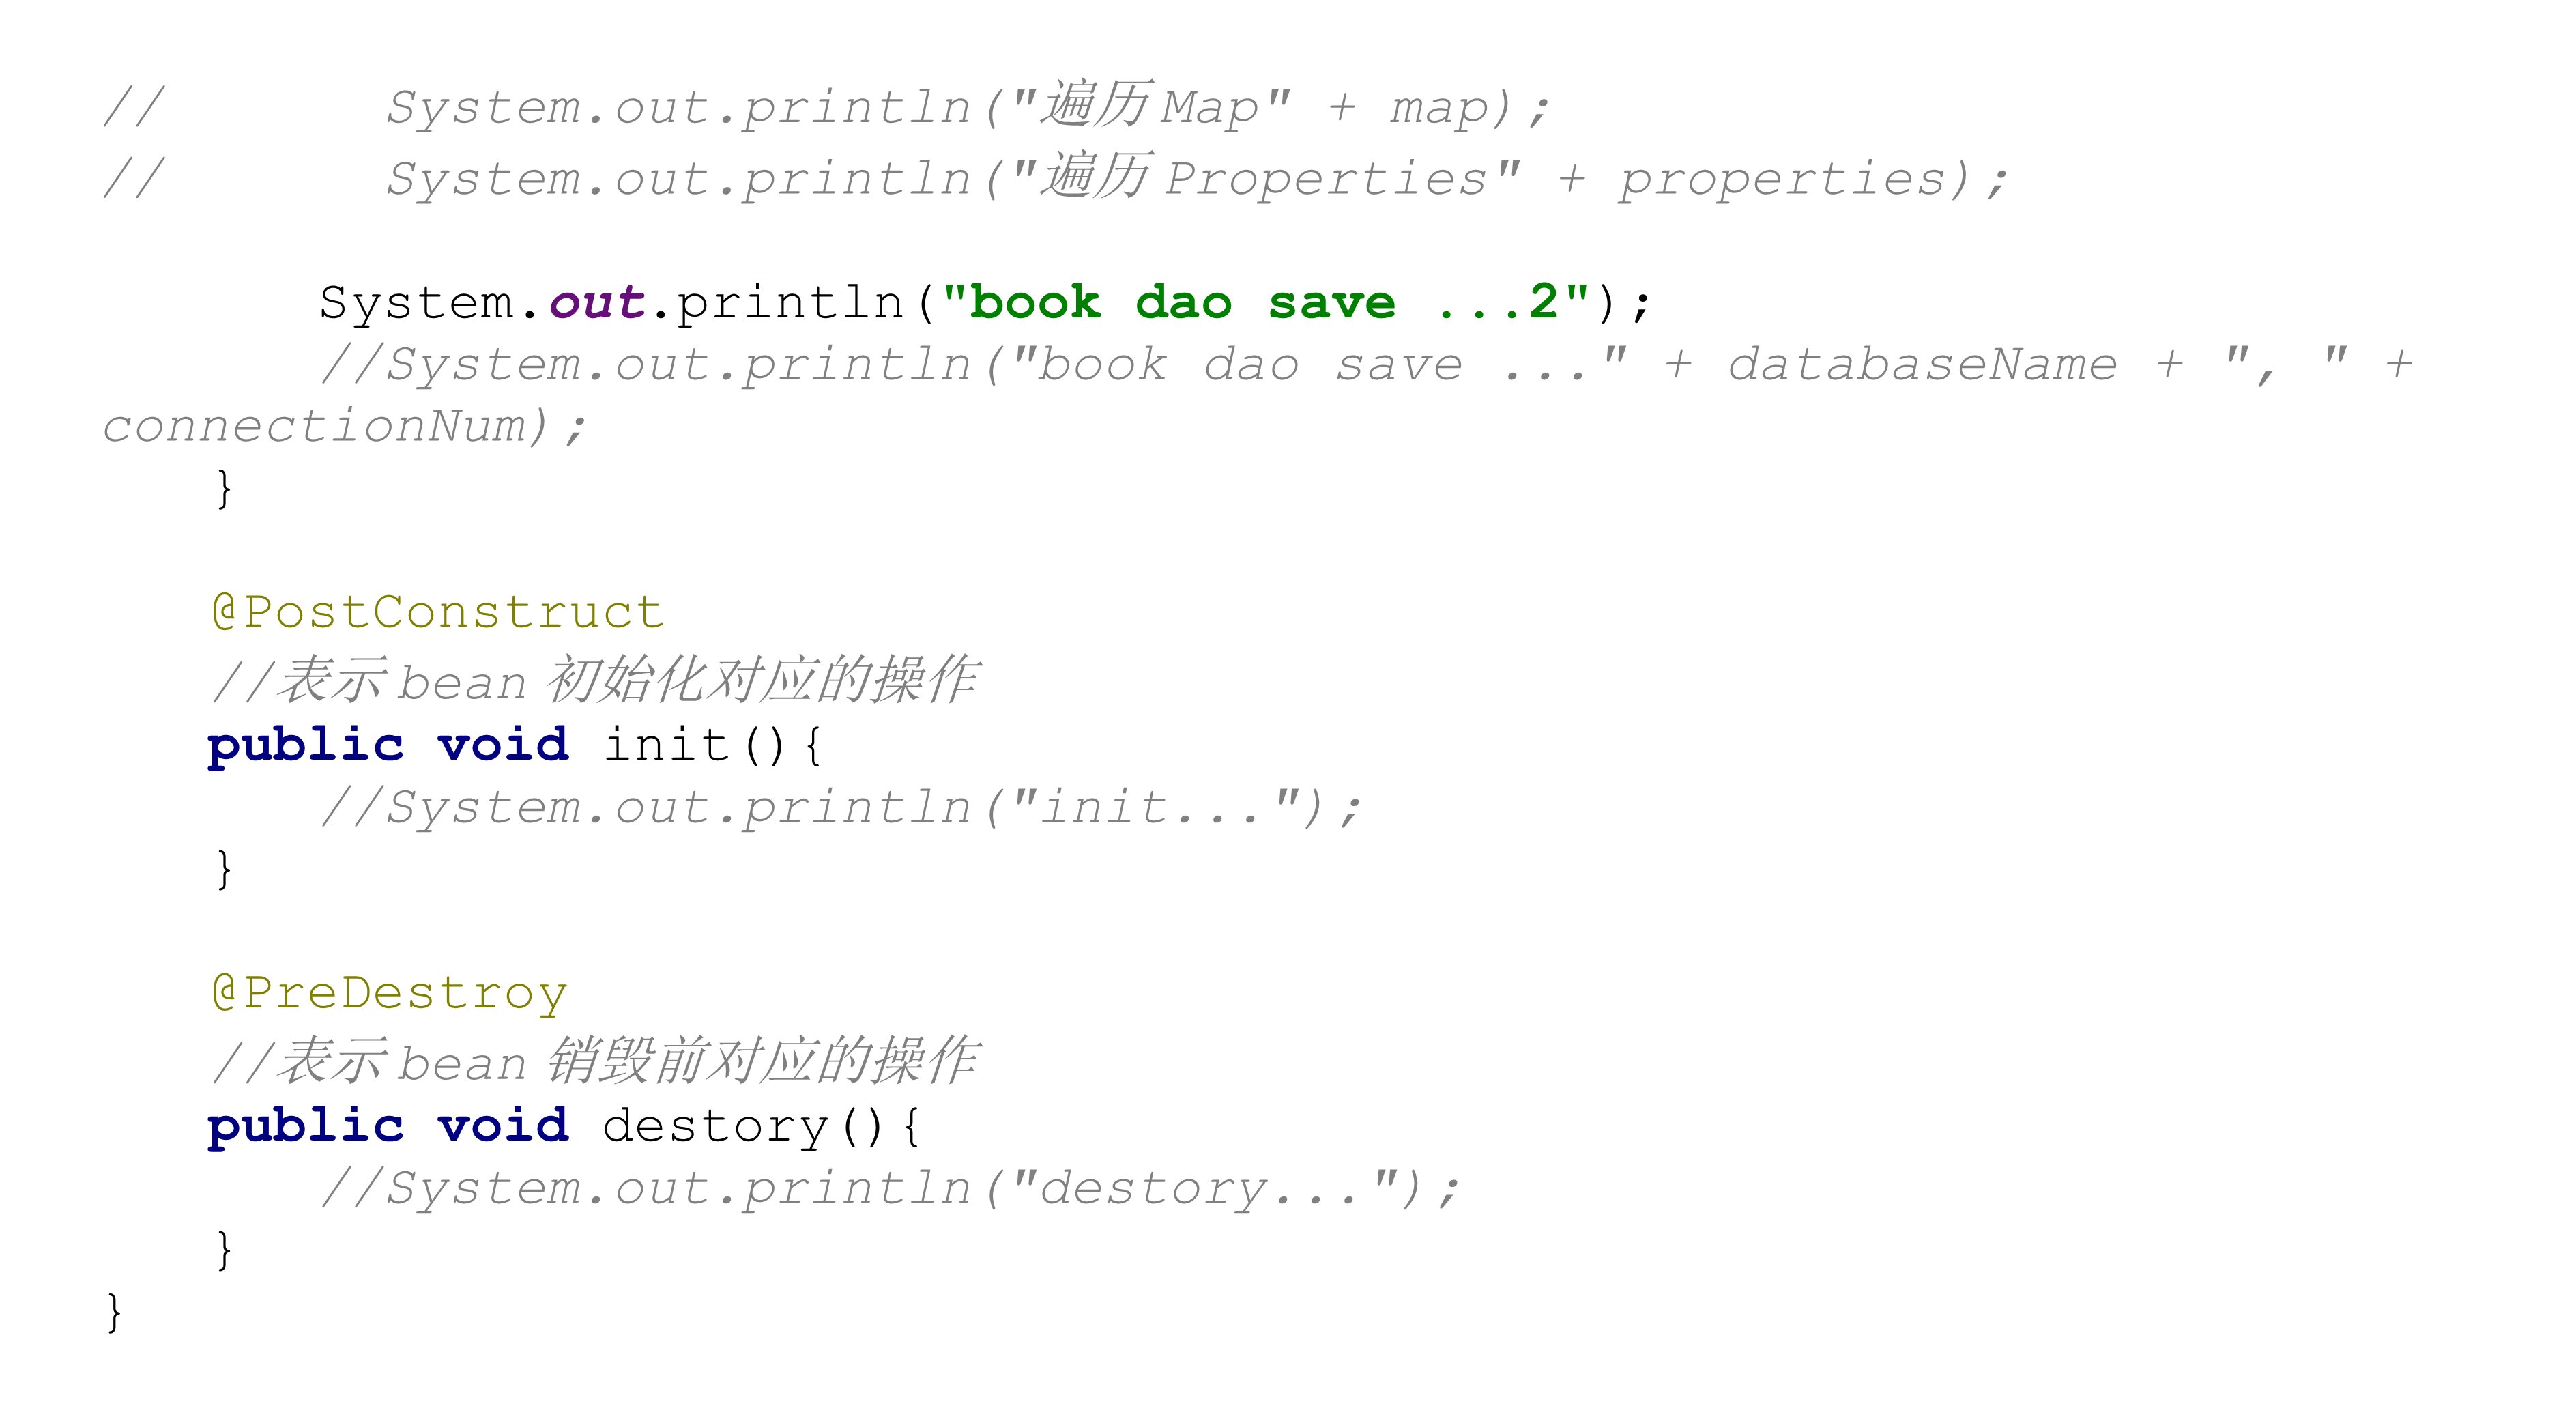 //       System.out.println("遍历Map" + map);
//       System.out.println("遍历Properties" + properties);
System.out.println("book dao save ...2");
//System.out.println("book dao save ..." + databaseName + ", " +
connectionNum);
}
@PostConstruct
//表示bean初始化对应的操作
public void init(){
//System.out.println("init...");
}
@PreDestroy
//表示bean销毁前对应的操作
public void destory(){
//System.out.println("destory...");
}
}